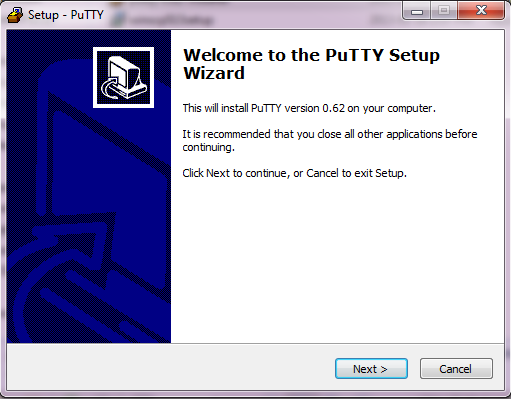 Setup - PuTTY
Welcome to the PuTTY Setup
Wizard
This will install PuTTY version 0.62 on your computer.
It is recommended that you close all other applications before
continuing.
Click Next to continue, or Cancel to exit Setup.
Next >
Cancel